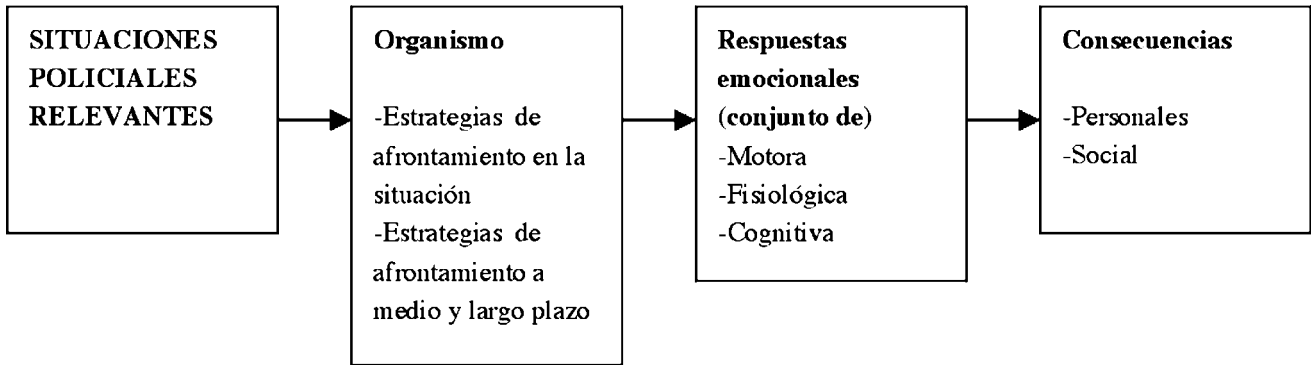 SITUACIONES
POLICIALES
RELEVANTES
Organismo
-Estrategias de
afrontamiento en la
situación
-Estrategias de
afrontamiento a
medio y largo plazo
Respuestas
emocionales
(conjunto de)
-Motora
-Fisiológica
-Cognitiva
Consecuencias
-Personales
-Social